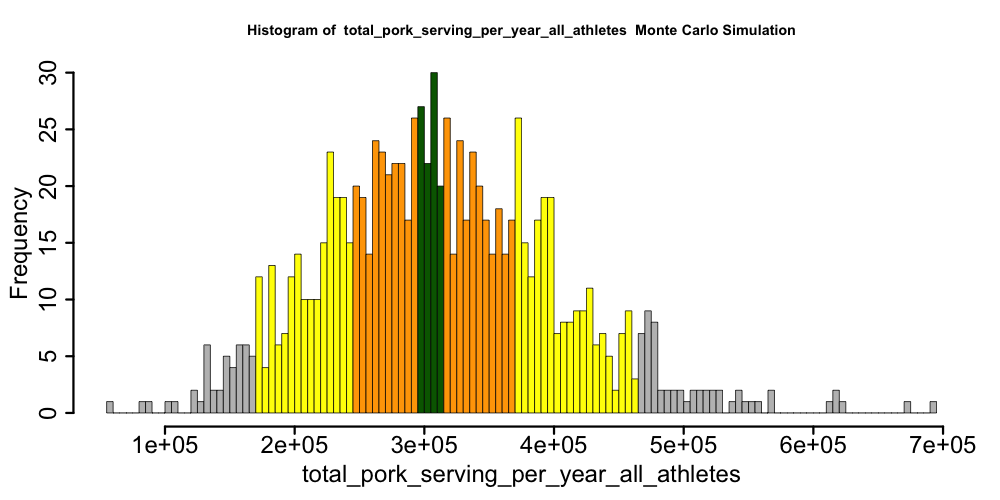 Histogram of  total_pork_serving_per_year_all_athletes  Monte Carlo Simulation
30
25
20
15
10
5
0
Frequency
1e+05 2e+05 3e+05 4e+05 5e+05 6e+05 7e+05
total_pork_serving_per_year_all_athletes